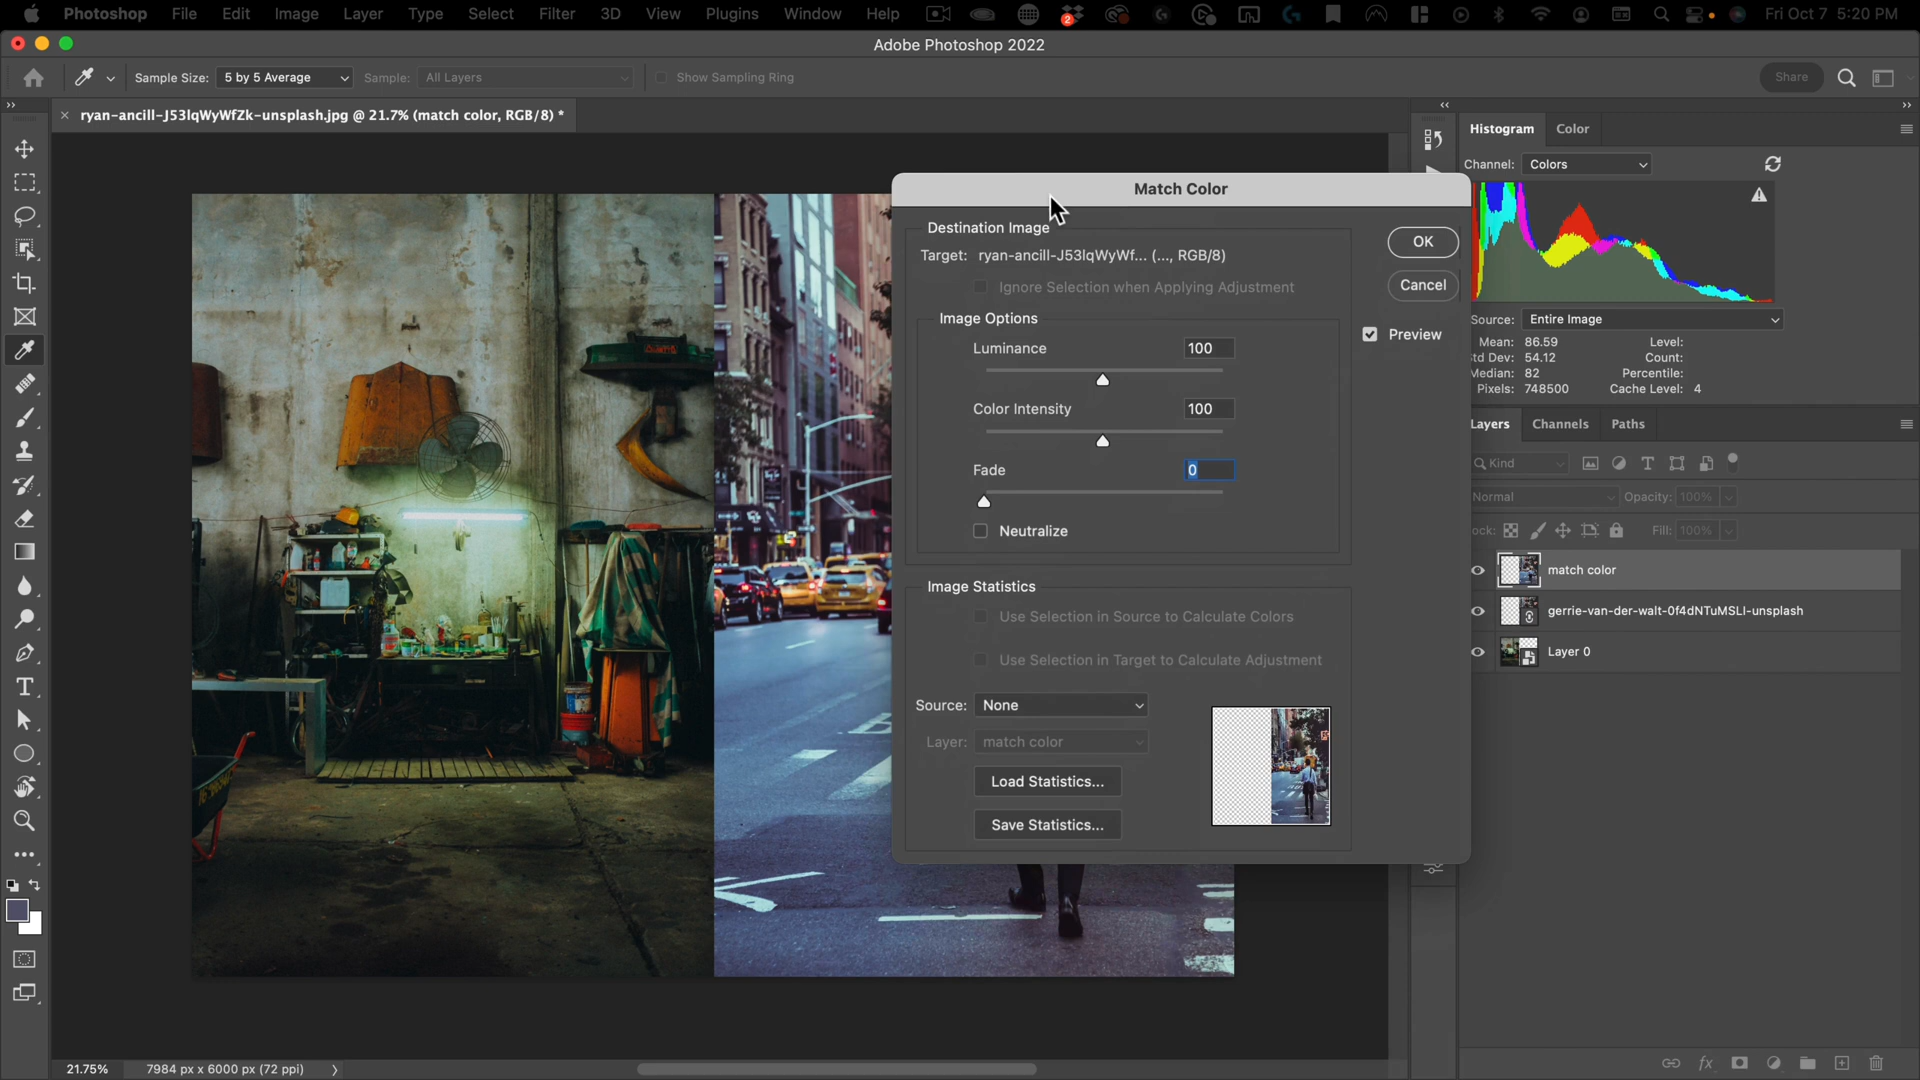 Photoshop File Edit Image Layer Type Select Filter 3D View Plugins Window Help 2 Fri Oct 7 5:20 PM
Adobe Photoshop 2022
Sample Size: 5 by 5 Average Sample: All Layers Show Sampling Ring Share
ryan-ancill-J53lqWyWfZk-unsplash.jpg @ 21.7% (match color, RGB/8) *
Histogram Color
Channel: Colors
Match Color
Destination Image
Target: ryan-ancill-J53lqWyWf... (..., RGB/8)
Ignore Selection when Applying Adjustment
OK
Cancel
Preview
Image Options
Luminance 100
Color Intensity 100
Fade 0
Neutralize
Image Statistics
Use Selection in Source to Calculate Colors
Use Selection in Target to Calculate Adjustment
Source: None
Layer: match color
Load Statistics...
Save Statistics...
Source: Entire Image
Mean: 86.59 Level:
td Dev: 54.12 Count:
Median: 82 Percentile:
Pixels: 748500 Cache Level: 4
Layers Channels Paths
Kind
Normal Opacity: 100%
ock: Fill: 100%
match color
gerrie-van-der-walt-0f4dNTuMSLI-unsplash
Layer 0
fx
21.75% 7984 px x 6000 px (72 ppi)